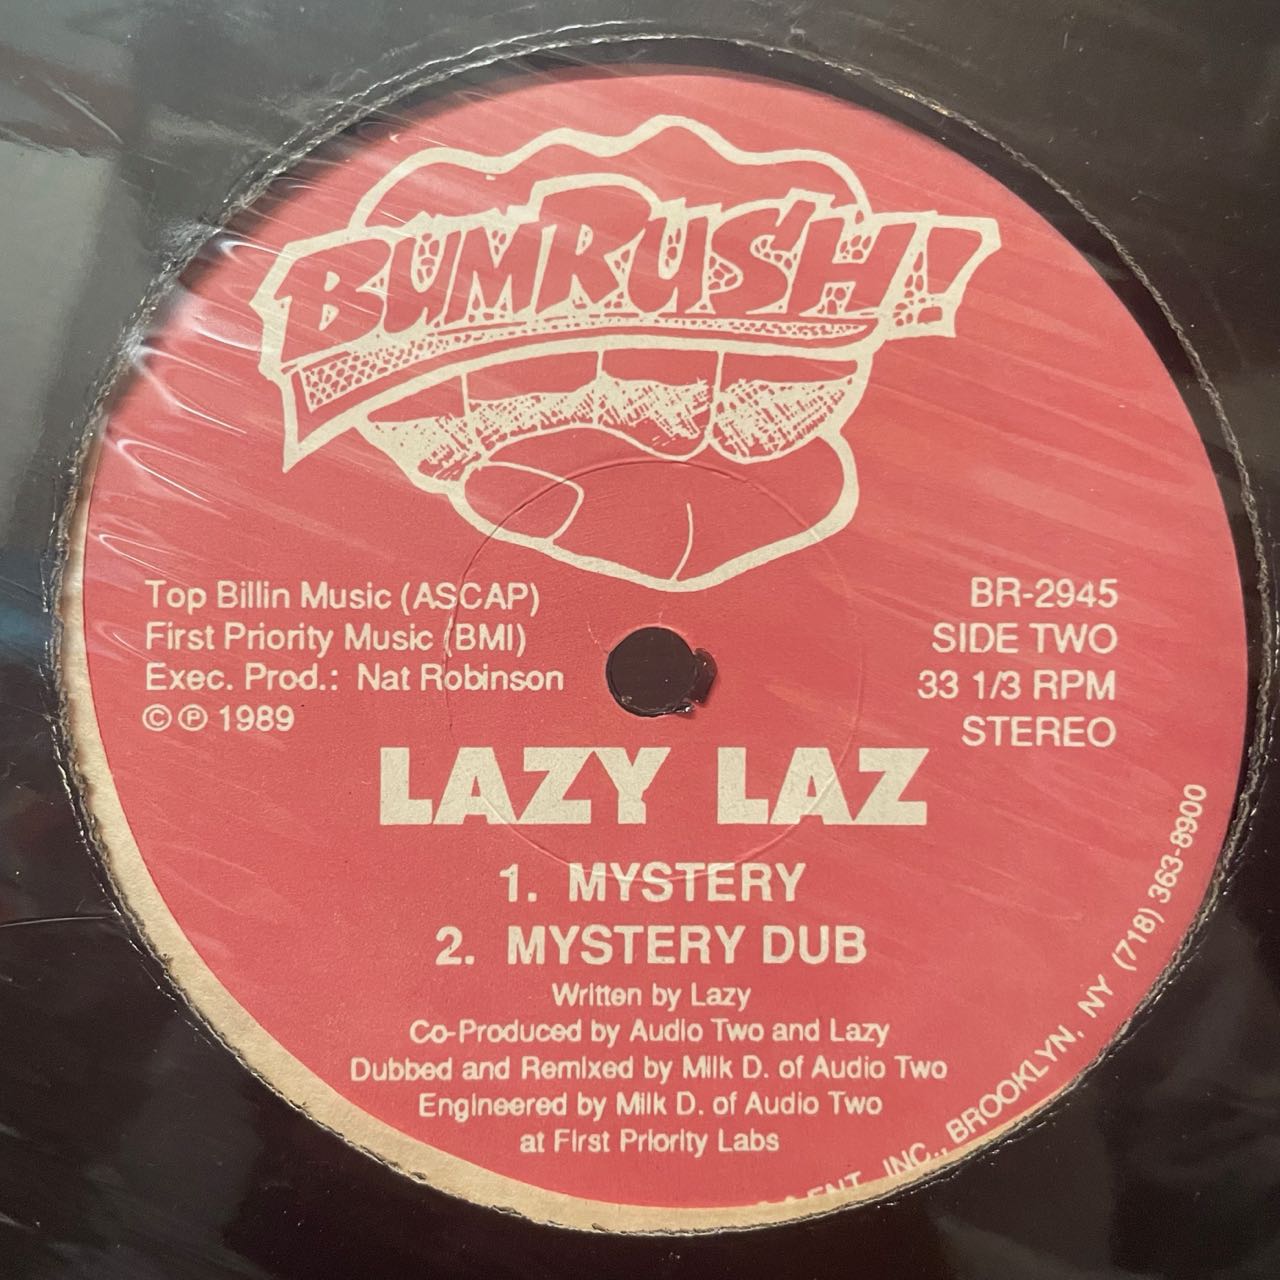 BUMRUSH!
Top Billin Music (ASCAP)
First Priority Music (BMI)
Exec. Prod.: Nat Robinson
© ℗ 1989
BR-2945
SIDE TWO
33 1/3 RPM
STEREO
LAZY LAZ
1. MYSTERY
2. MYSTERY DUB
Written by Lazy
Co-Produced by Audio Two and Lazy
Dubbed and Remixed by Milk D. of Audio Two
Engineered by Milk D. of Audio Two
at First Priority Labs
INC., BROOKLYN, NY (718) 363-8900